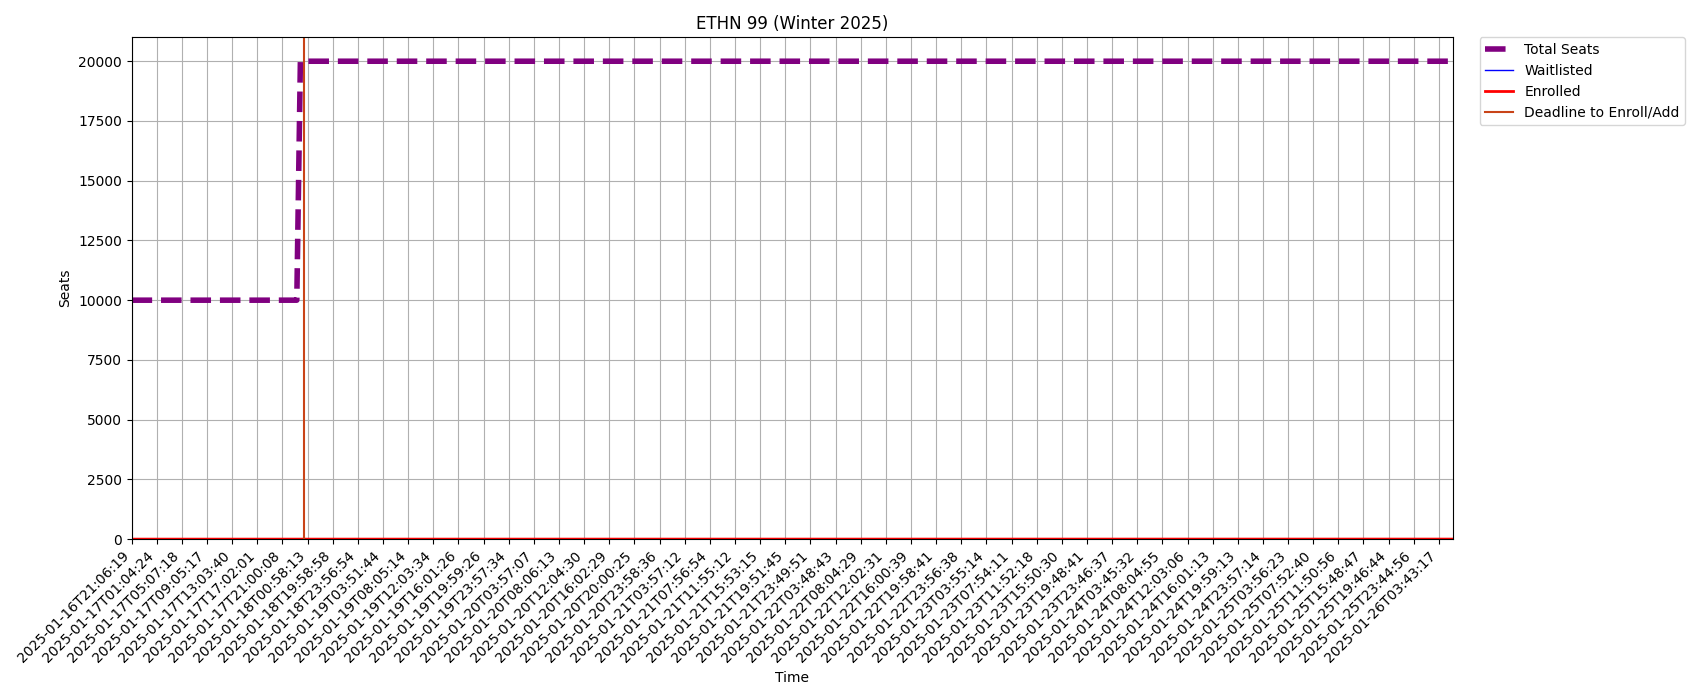 ETHN 99 (Winter 2025)
Total Seats
Waitlisted
Enrolled
Deadline to Enroll/Add
20000
17500
15000
12500
10000
7500
5000
2500
0
Seats
2025-01-16T21:06:19
2025-01-17T01:04:24
2025-01-17T05:07:18
2025-01-17T09:05:17
2025-01-17T13:03:40
2025-01-17T17:02:01
2025-01-17T21:00:08
2025-01-18T00:58:13
2025-01-18T19:58:58
2025-01-18T23:56:54
2025-01-19T03:51:44
2025-01-19T08:05:14
2025-01-19T12:03:34
2025-01-19T16:01:26
2025-01-19T19:59:26
2025-01-19T23:57:34
2025-01-20T03:57:07
2025-01-20T08:06:13
2025-01-20T12:04:30
2025-01-20T16:02:29
2025-01-20T20:00:25
2025-01-20T23:58:36
2025-01-21T03:57:12
2025-01-21T07:56:54
2025-01-21T11:55:12
2025-01-21T15:53:15
2025-01-21T19:51:45
2025-01-21T23:49:51
2025-01-22T03:48:43
2025-01-22T08:04:29
2025-01-22T12:02:31
2025-01-22T16:00:39
2025-01-22T19:58:41
2025-01-22T23:56:38
2025-01-23T03:55:14
2025-01-23T07:54:11
2025-01-23T11:52:18
2025-01-23T15:50:30
2025-01-23T19:48:41
2025-01-23T23:46:37
2025-01-24T03:45:32
2025-01-24T08:04:55
2025-01-24T12:03:06
2025-01-24T16:01:13
2025-01-24T19:59:13
2025-01-24T23:57:14
2025-01-25T03:56:23
2025-01-25T07:52:40
2025-01-25T11:50:56
2025-01-25T15:48:47
2025-01-25T19:46:44
2025-01-25T23:44:56
2025-01-26T03:43:17
Time